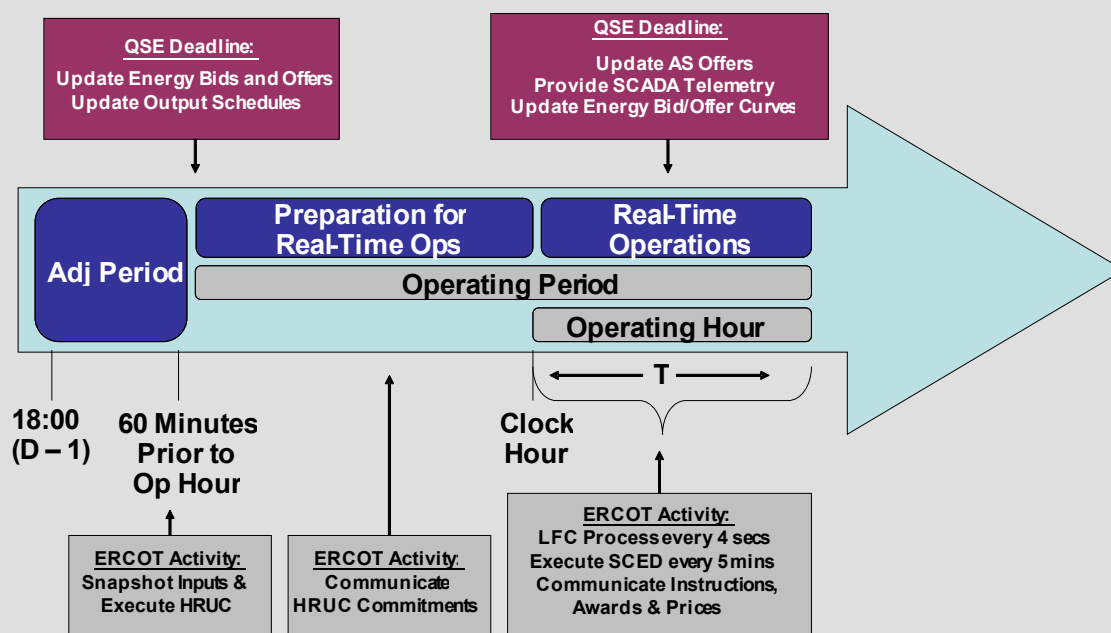 QSE Deadline:
Update Energy Bids and Offers
Update Output Schedules
QSE Deadline:
Update AS Offers
Provide SCADA Telemetry
Update Energy Bid/Offer Curves
Adj Period
Preparation for
Real-Time Ops
Real-Time
Operations
Operating Period
Operating Hour
T
18:00
(D – 1)
60 Minutes
Prior to
Op Hour
Clock
Hour
ERCOT Activity:
Snapshot Inputs &
Execute HRUC
ERCOT Activity:
Communicate
HRUC Commitments
ERCOT Activity:
LFC Process every 4 secs
Execute SCED every 5 mins
Communicate Instructions,
Awards & Prices